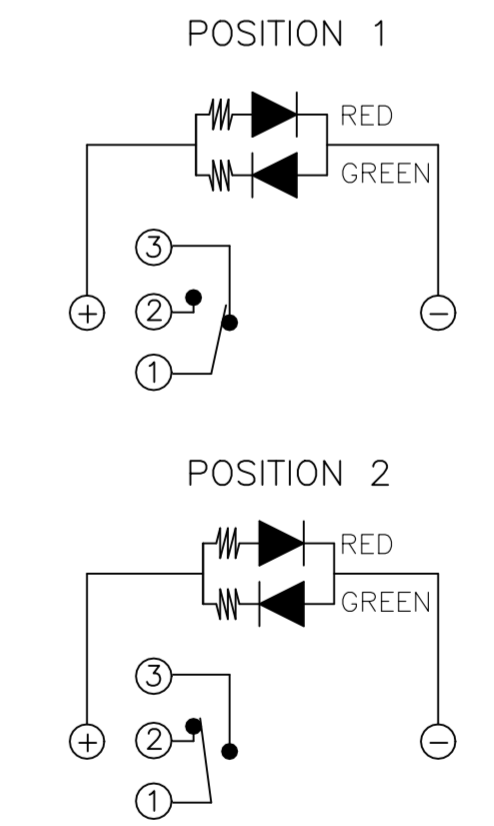 POSITION 1
RED
GREEN
3
+ 2 −
1
POSITION 2
RED
GREEN
3
+ 2 −
1